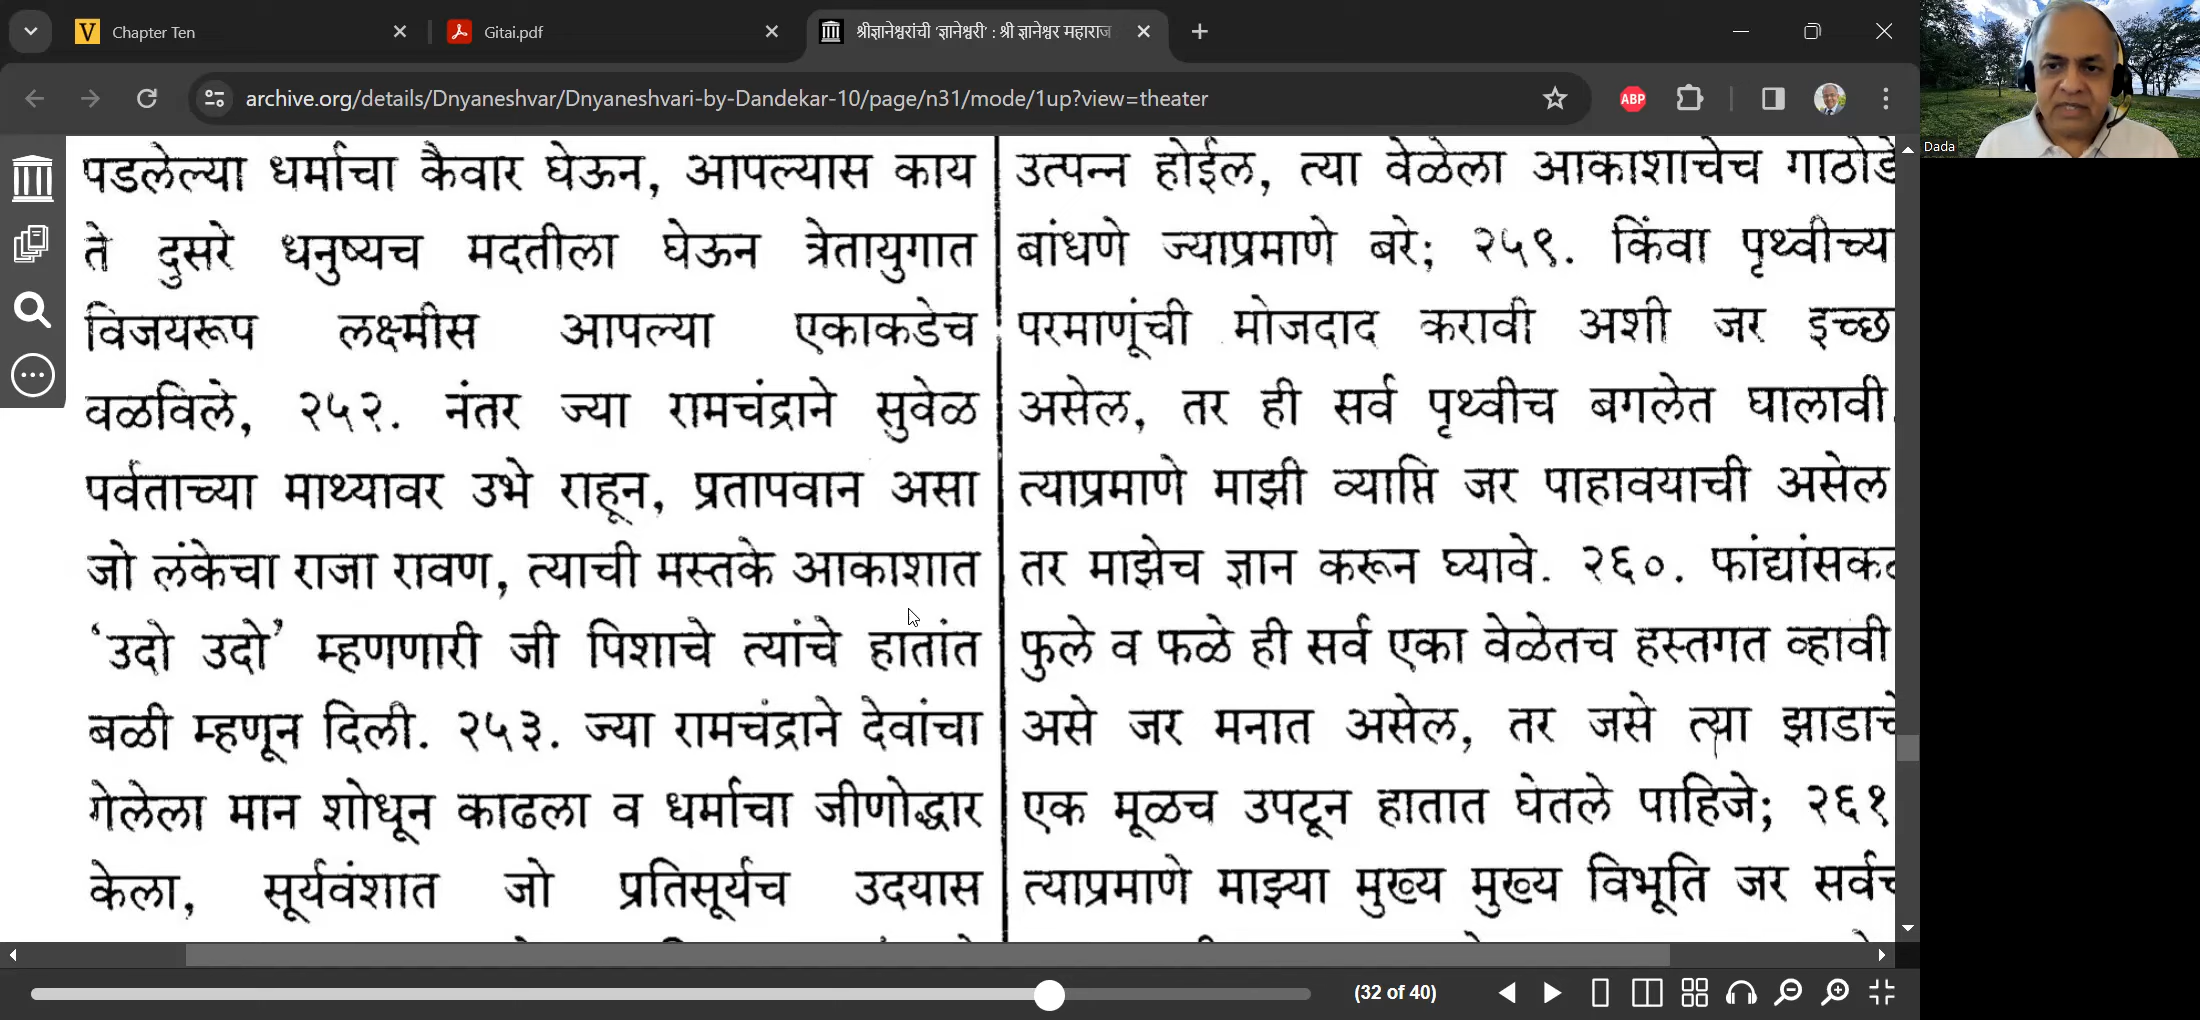 Chapter Ten
Gitai.pdf
श्रीज्ञानेश्वरांची 'ज्ञानेश्वरी' : श्री ज्ञानेश्वर महाराज
archive.org/details/Dnyaneshvar/Dnyaneshvari-by-Dandekar-10/page/n31/mode/1up?view=theater
ABP
Dada
पडलेल्या धर्माचा कैवार घेऊन, आपल्यास काय
ते दुसरे धनुष्यच मदतीला घेऊन त्रेतायुगात
विजयरूप लक्ष्मीस आपल्या एकाकडेच
वळविले, २५२. नंतर ज्या रामचंद्राने सुवेळ
पर्वताच्या माथ्यावर उभे राहून, प्रतापवान असा
जो लंकेचा राजा रावण, त्याची मस्तके आकाशात
'उदो उदो' म्हणणारी जी पिशाचे त्यांचे हातांत
बळी म्हणून दिली. २५३. ज्या रामचंद्राने देवांचा
गेलेला मान शोधून काढला व धर्माचा जीणोद्धार
केला, सूर्यवंशात जो प्रतिसूर्यच उदयास
उत्पन्न होईल, त्या वेळेला आकाशाचेच गाठोडे
बांधणे ज्याप्रमाणे बरे; २५९. किंवा पृथ्वीच्य
परमाणूंची मोजदाद करावी अशी जर इच्छ
असेल, तर ही सर्व पृथ्वीच बगलेत घालावी.
त्याप्रमाणे माझी व्याप्ति जर पाहावयाची असेल
तर माझेच ज्ञान करून घ्यावे. २६०. फांद्यांसक
फुले व फळे ही सर्व एका वेळेतच हस्तगत व्हावी
असे जर मनात असेल, तर जसे त्या झाडाचे
एक मूळच उपटून हातात घेतले पाहिजे; २६१
त्याप्रमाणे माझ्या मुख्य मुख्य विभूति जर सर्वच
(32 of 40)